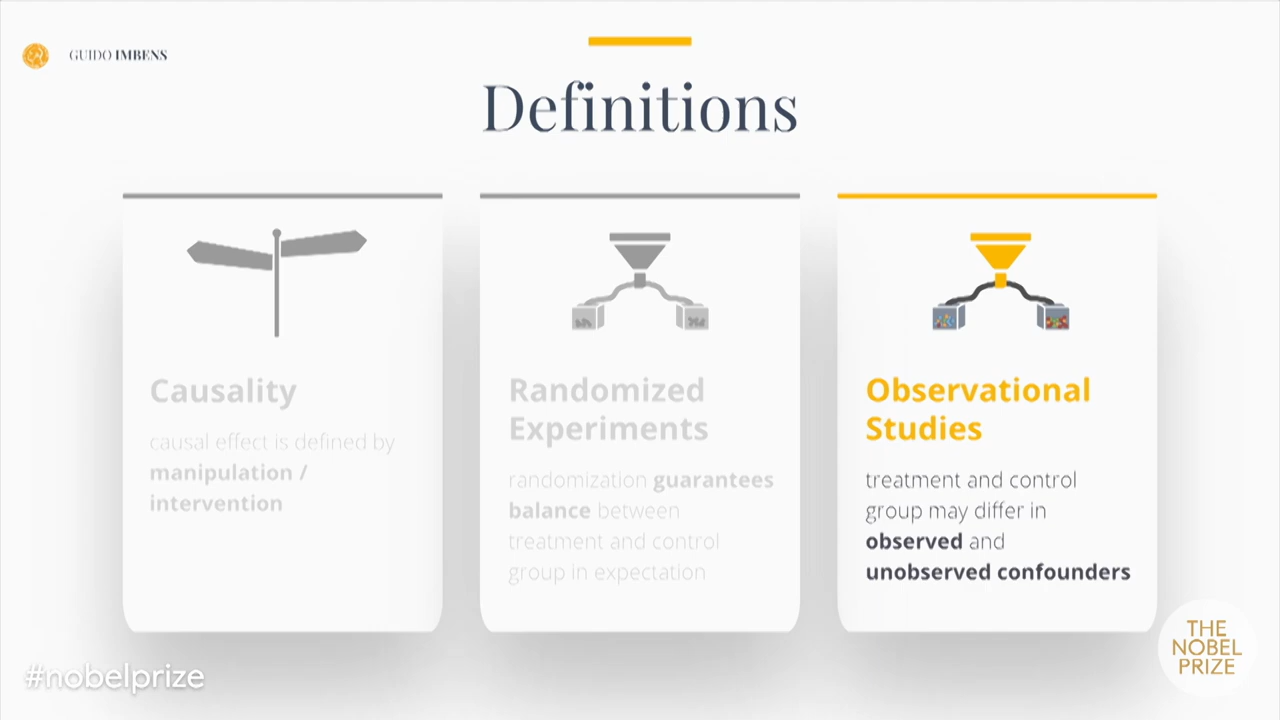 GUIDO IMBENS
Definitions
Causality
causal effect is defined by
manipulation /
intervention
Randomized
Experiments
randomization guarantees
balance between
treatment and control
group in expectation
Observational
Studies
treatment and control
group may differ in
observed and
unobserved confounders
#nobelprize
THE
NOBEL
PRIZE